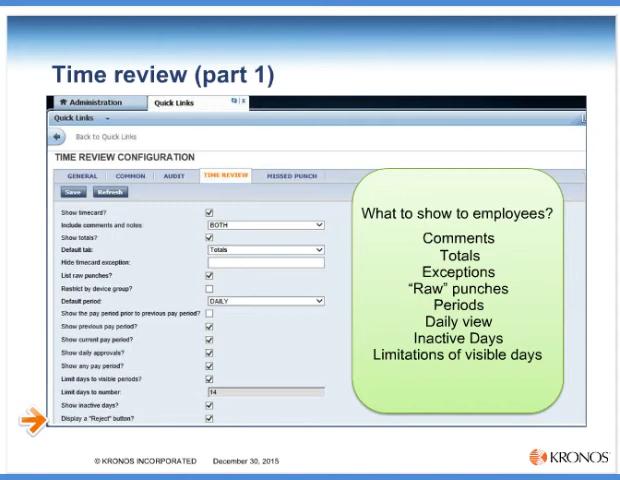 Time review (part 1)
Administration
Quick Links
Quick Links
Back to Quick Links
TIME REVIEW CONFIGURATION
GENERAL COMMON AUDIT TIME REVIEW MISSED PUNCH
Save Refresh
Show timecard?
Include comments and notes: BOTH
Show totals?
Default tab: Totals
Hide timecard exception:
List raw punches?
Restrict by device group?
Default period: DAILY
Show the pay period prior to previous pay period?
Show previous pay period?
Show current pay period?
Show daily approvals?
Show any pay period?
Limit days to visible periods?
Limit days to number: 14
Show inactive days?
Display a "Reject" button?
What to show to employees?
Comments
Totals
Exceptions
“Raw” punches
Periods
Daily view
Inactive Days
Limitations of visible days
© KRONOS INCORPORATED December 30, 2015
KRONOS